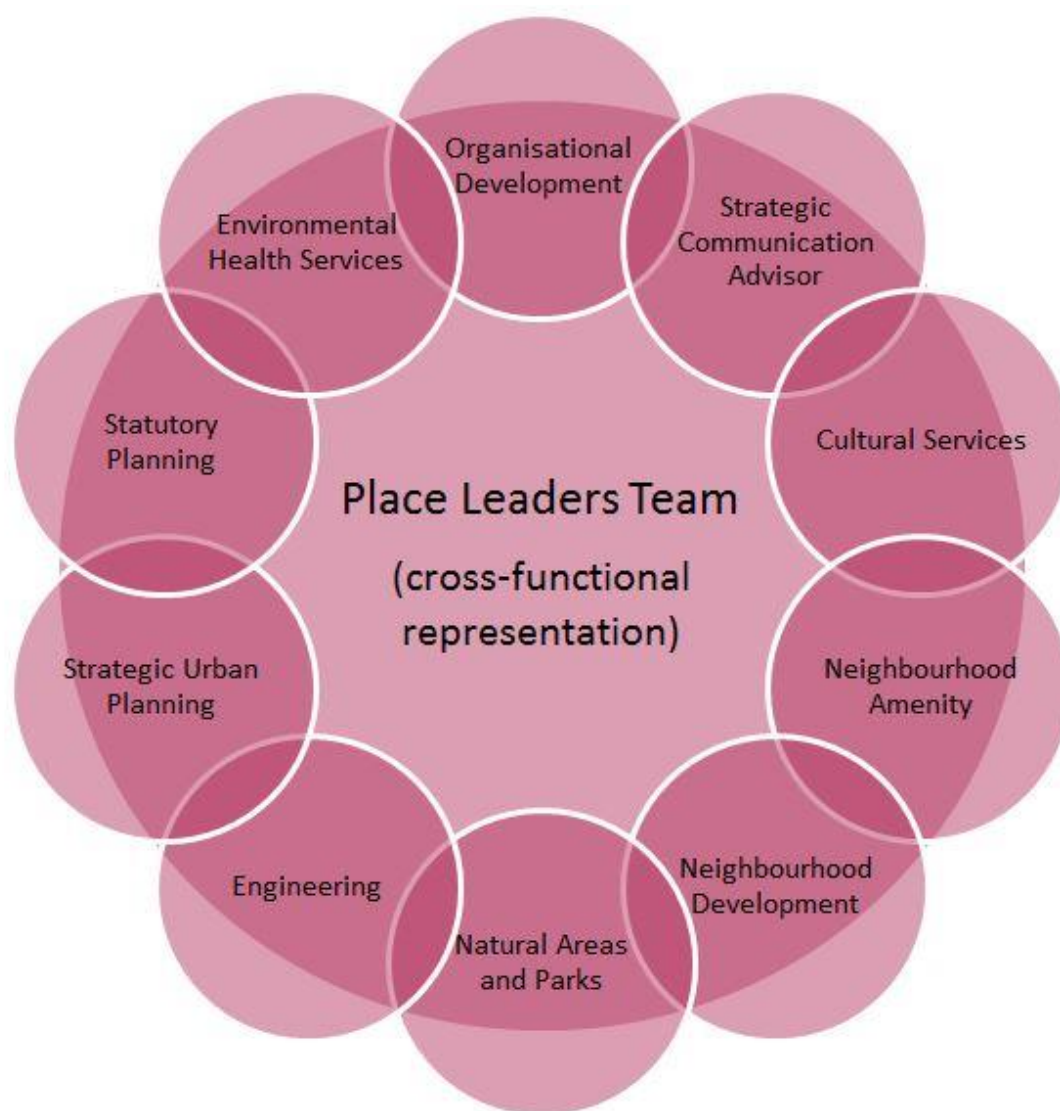 Organisational
Development
Strategic
Communication
Advisor
Cultural Services
Neighbourhood
Amenity
Neighbourhood
Development
Natural Areas
and Parks
Engineering
Strategic Urban
Planning
Statutory
Planning
Environmental
Health Services
Place Leaders Team
(cross-functional
representation)